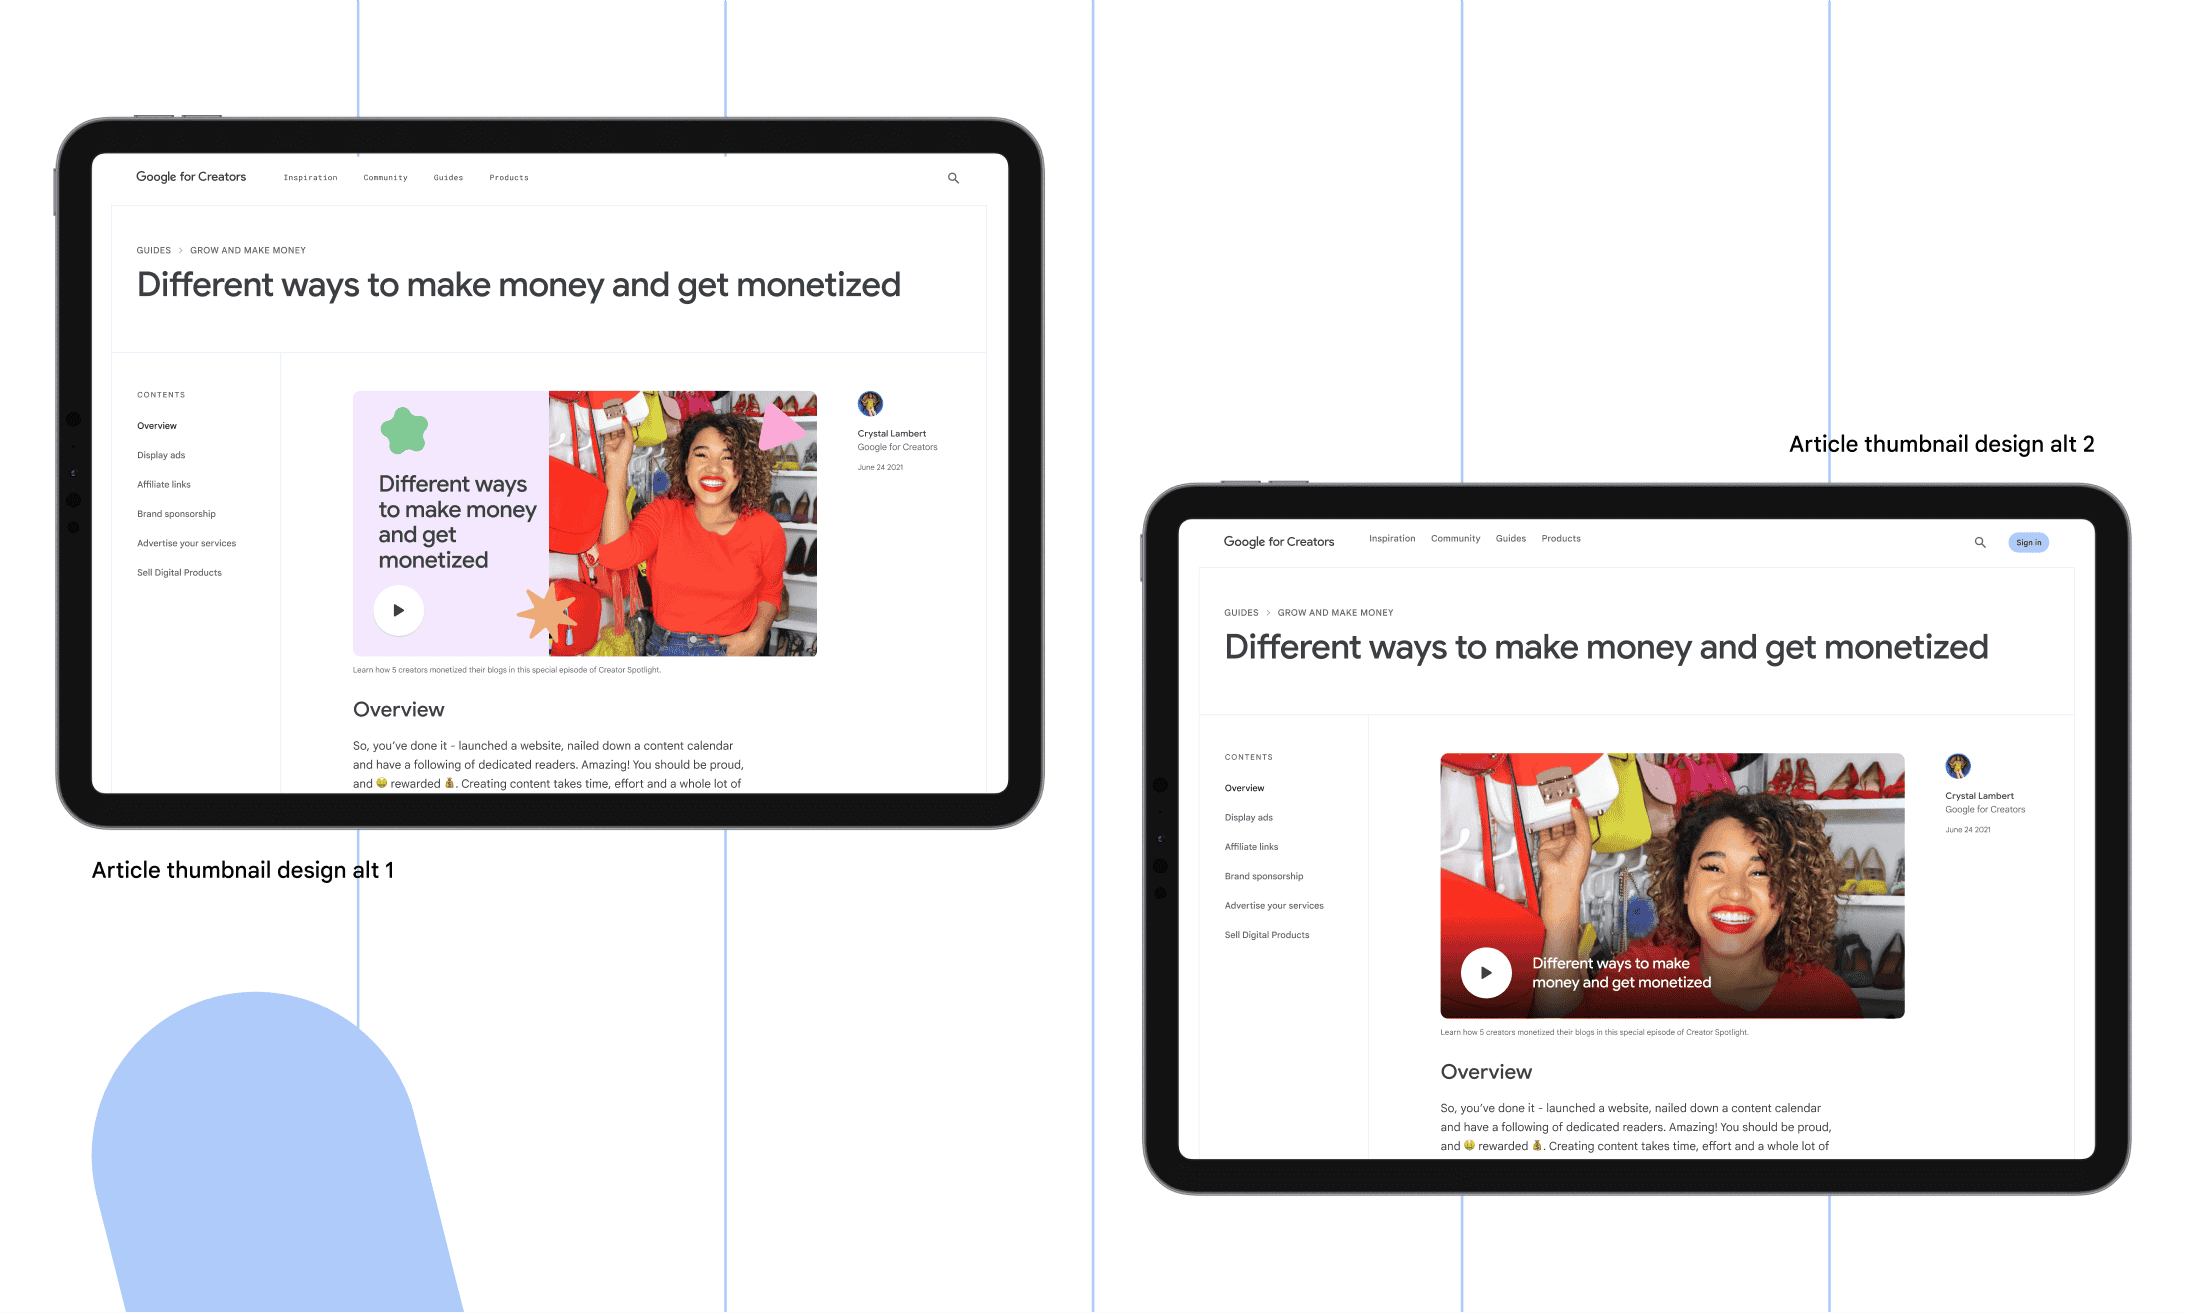 Google for Creators Inspiration Community Guides Products
GUIDES > GROW AND MAKE MONEY
Different ways to make money and get monetized
CONTENTS
Overview
Display ads
Affiliate links
Brand sponsorship
Advertise your services
Sell Digital Products
Different ways
to make money
and get
monetized
Learn how 5 creators monetized their blogs in this special episode of Creator Spotlight.
Crystal Lambert
Google for Creators
June 24 2021
Overview
So, you've done it - launched a website, nailed down a content calendar
and have a following of dedicated readers. Amazing! You should be proud,
and 🤑 rewarded 💰. Creating content takes time, effort and a whole lot of
Article thumbnail design alt 1
Article thumbnail design alt 2
Google for Creators Inspiration Community Guides Products Sign in
GUIDES > GROW AND MAKE MONEY
Different ways to make money and get monetized
CONTENTS
Overview
Display ads
Affiliate links
Brand sponsorship
Advertise your services
Sell Digital Products
Different ways to make
money and get monetized
Learn how 5 creators monetized their blogs in this special episode of Creator Spotlight.
Crystal Lambert
Google for Creators
June 24 2021
Overview
So, you've done it - launched a website, nailed down a content calendar
and have a following of dedicated readers. Amazing! You should be proud,
and 🤑 rewarded 💰. Creating content takes time, effort and a whole lot of